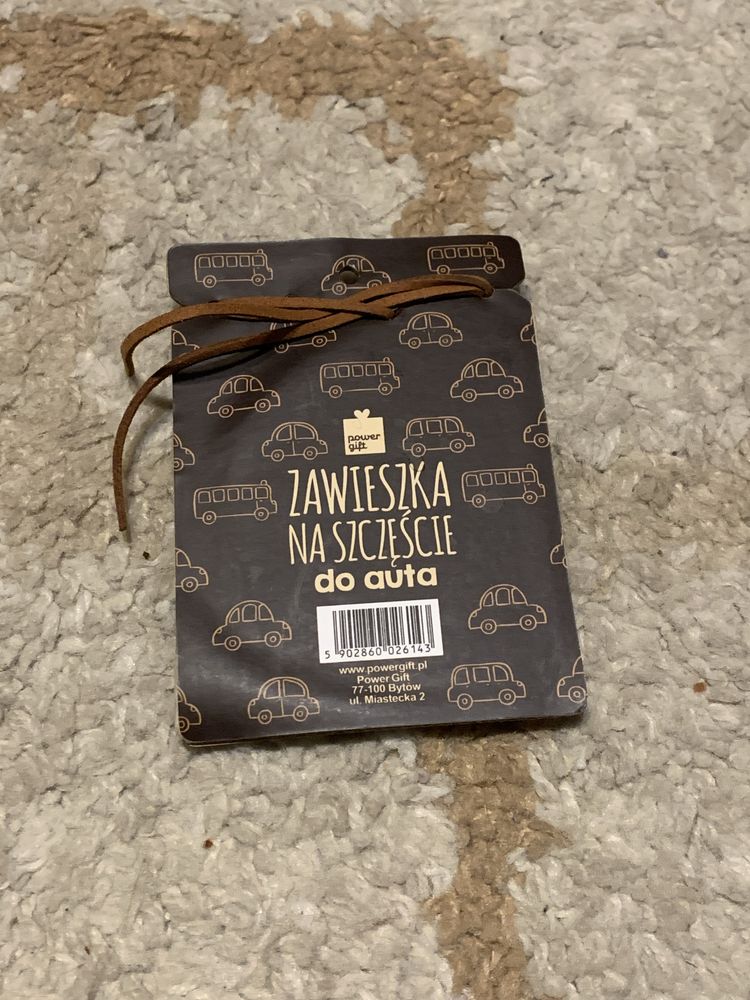 power
gift
ZAWIESZKA
NA SZCZĘŚCIE
do auta
5 902860 026143
www.powergift.pl
Power Gift
77-100 Bytów
ul. Miastecka 2